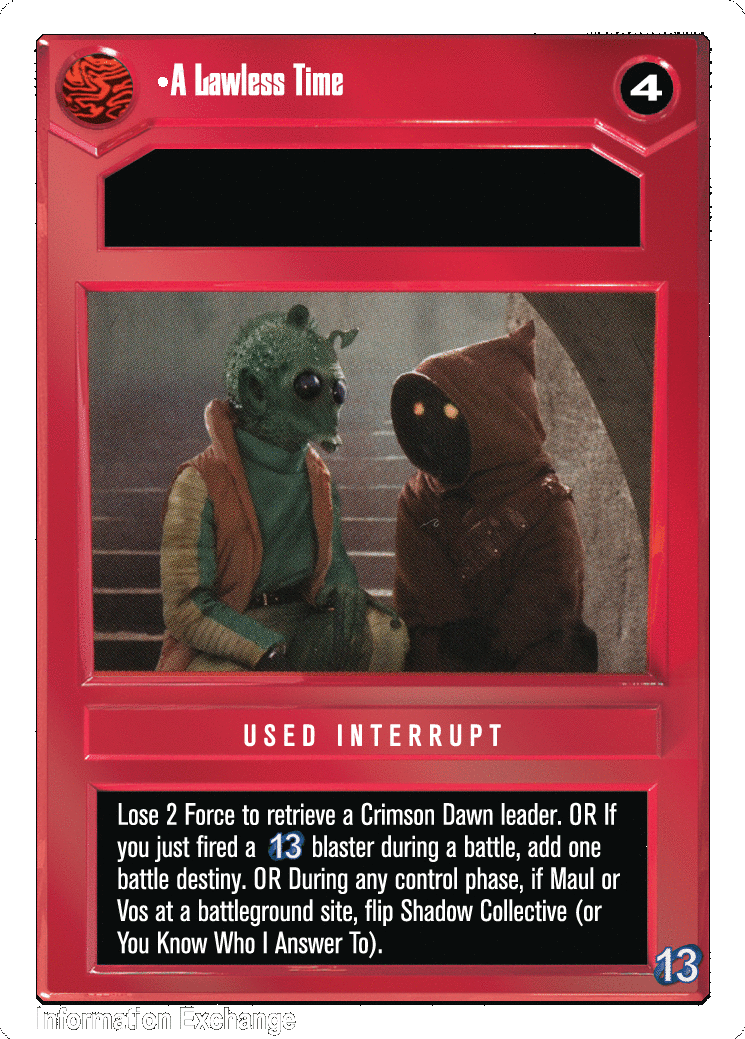 •A Lawless Time
4
USED INTERRUPT
Lose 2 Force to retrieve a Crimson Dawn leader. OR If
you just fired a 13 blaster during a battle, add one
battle destiny. OR During any control phase, if Maul or
Vos at a battleground site, flip Shadow Collective (or
You Know Who I Answer To).
13
Information Exchange